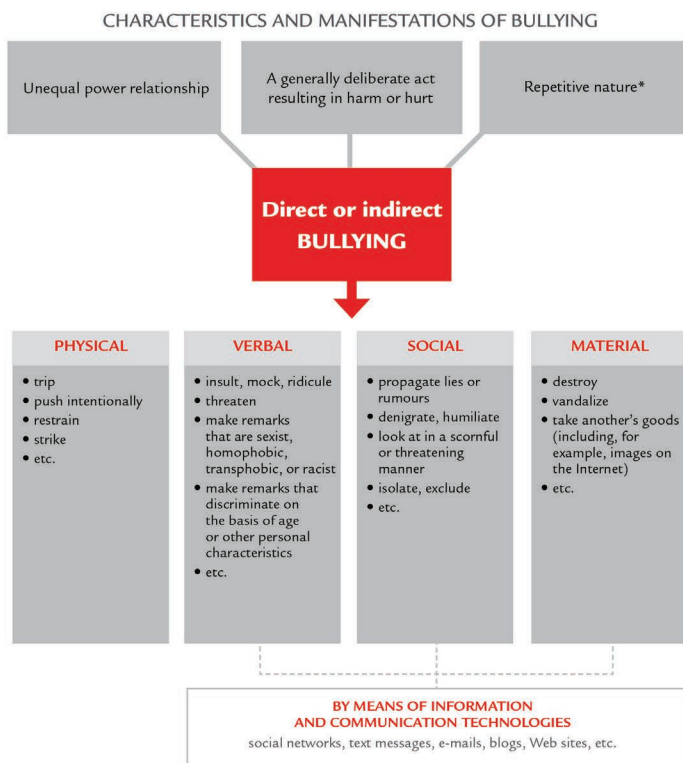 CHARACTERISTICS AND MANIFESTATIONS OF BULLYING
Unequal power relationship
A generally deliberate act
resulting in harm or hurt
Repetitive nature*
Direct or indirect
BULLYING
PHYSICAL
• trip
• push intentionally
• restrain
• strike
• etc.
VERBAL
• insult, mock, ridicule
• threaten
• make remarks
that are sexist,
homophobic,
transphobic, or racist
• make remarks that
discriminate on
the basis of age
or other personal
characteristics
• etc.
SOCIAL
• propagate lies or
rumours
• denigrate, humiliate
• look at in a scornful
or threatening
manner
• isolate, exclude
• etc.
MATERIAL
• destroy
• vandalize
• take another’s goods
(including, for
example, images on
the Internet)
• etc.
BY MEANS OF INFORMATION
AND COMMUNICATION TECHNOLOGIES
social networks, text messages, e-mails, blogs, Web sites, etc.